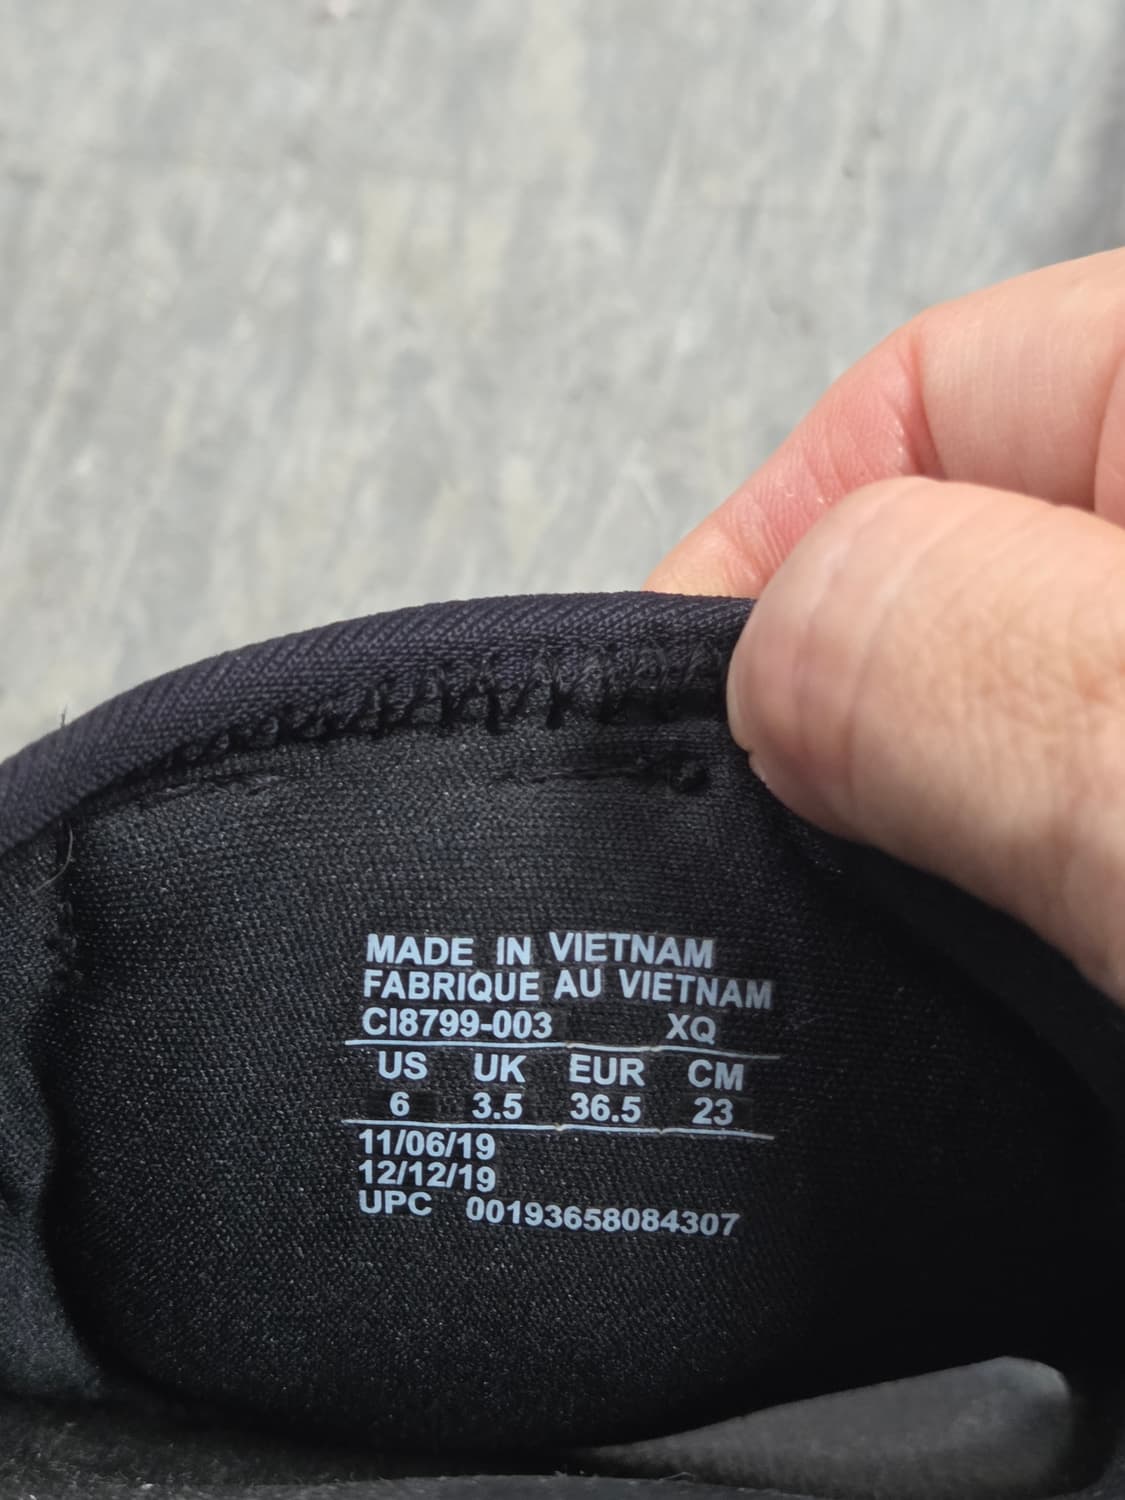 MADE IN VIETNAM
FABRIQUE AU VIETNAM
CI8799-003 XQ
US UK EUR CM
6 3.5 36.5 23
11/06/19
12/12/19
UPC 00193658084307